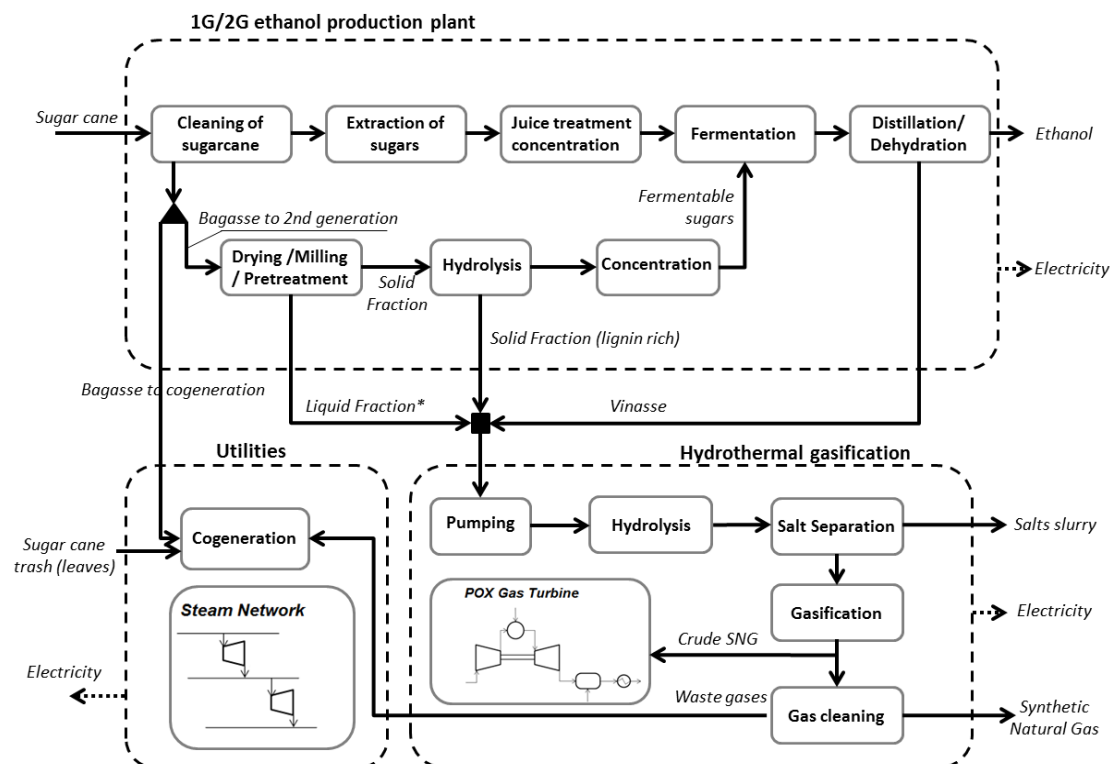 1G/2G ethanol production plant
Sugar cane
Cleaning of
sugarcane
Extraction of
sugars
Juice treatment
concentration
Fermentation
Distillation/
Dehydration
Ethanol
Fermentable
sugars
Bagasse to 2nd generation
Drying /Milling
/ Pretreatment
Solid
Fraction
Hydrolysis
Concentration
Electricity
Solid Fraction (lignin rich)
Bagasse to cogeneration
Liquid Fraction*
Vinasse
Utilities
Hydrothermal gasification
Sugar cane
trash (leaves)
Cogeneration
Pumping
Hydrolysis
Salt Separation
Salts slurry
Steam Network
POX Gas Turbine
Gasification
Electricity
Crude SNG
Electricity
Waste gases
Gas cleaning
Synthetic
Natural Gas